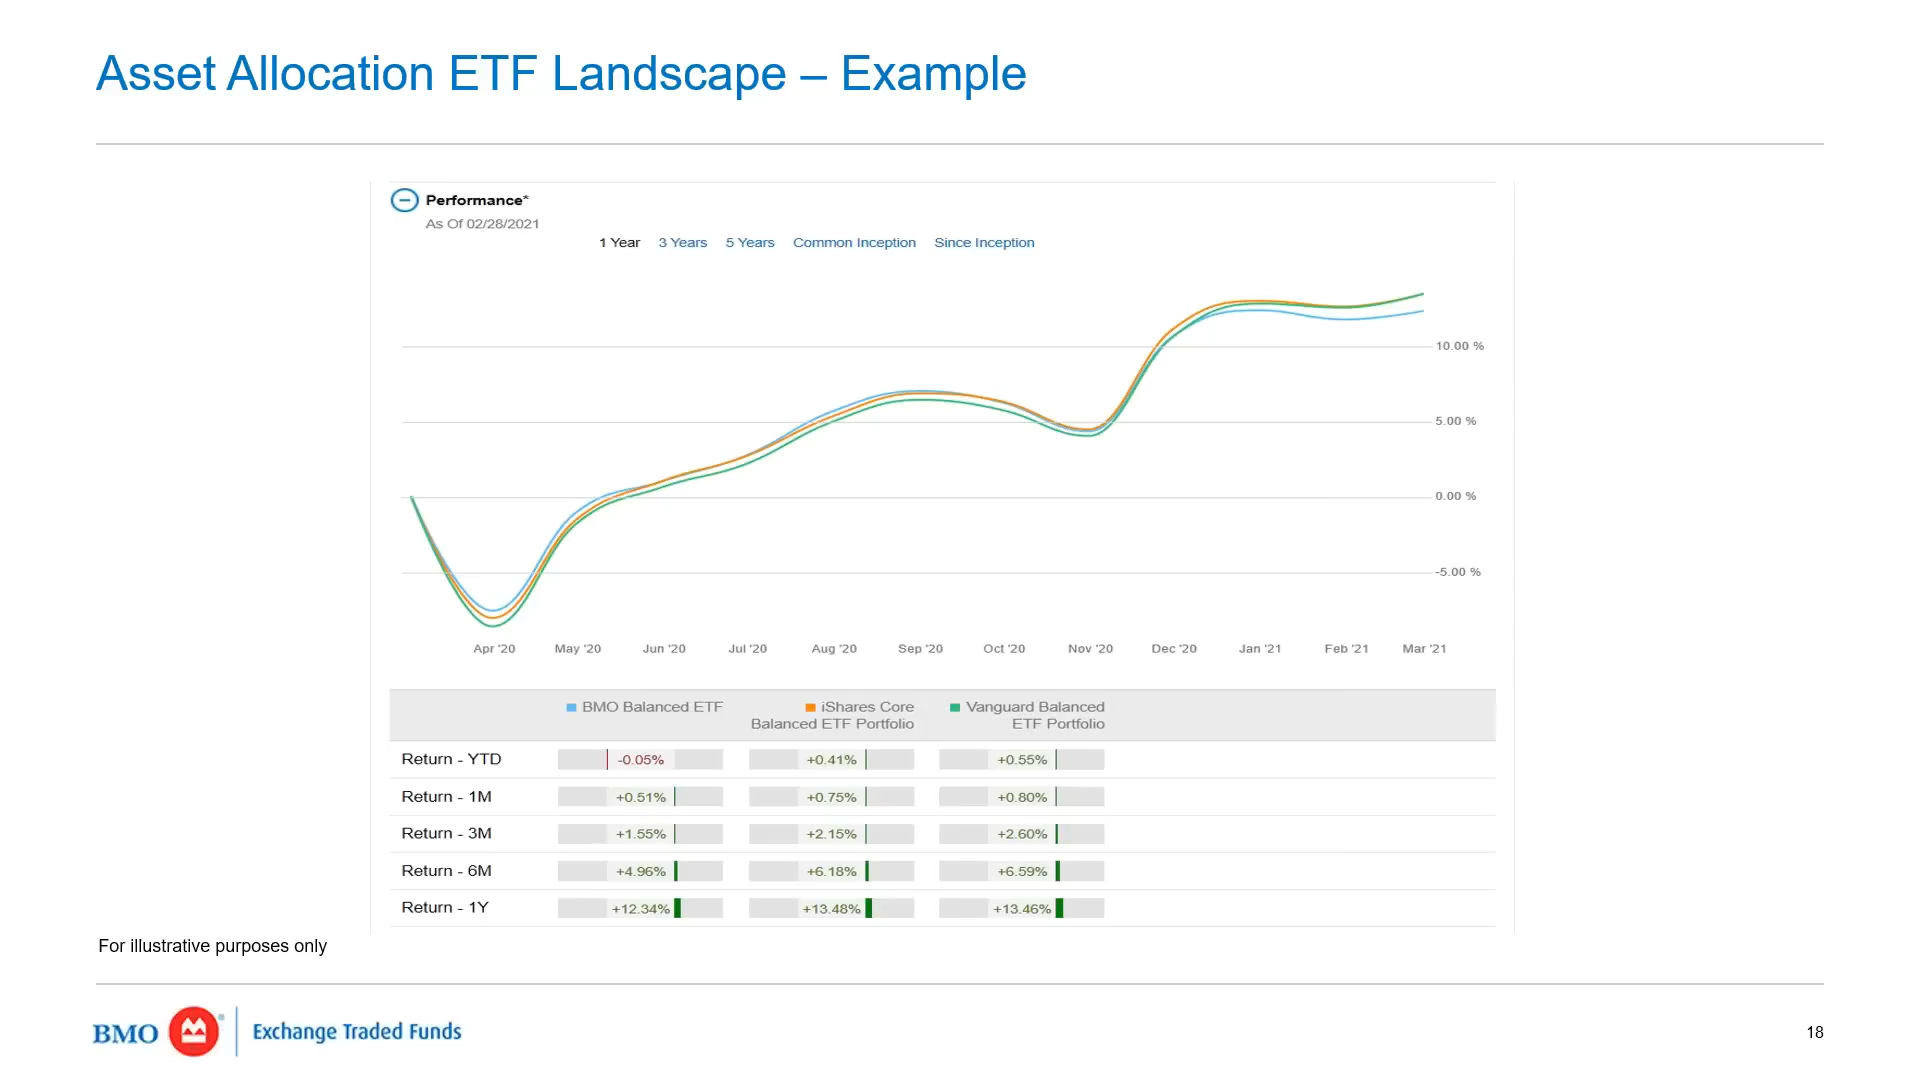 Asset Allocation ETF Landscape – Example
Performance*
As Of 02/28/2021
1 Year 3 Years 5 Years Common Inception Since Inception
10.00 %
5.00 %
0.00 %
-5.00 %
Apr '20 May '20 Jun '20 Jul '20 Aug '20 Sep '20 Oct '20 Nov '20 Dec '20 Jan '21 Feb '21 Mar '21
BMO Balanced ETF iShares Core Vanguard Balanced
Balanced ETF Portfolio ETF Portfolio
Return - YTD -0.05% +0.41% +0.55%
Return - 1M +0.51% +0.75% +0.80%
Return - 3M +1.55% +2.15% +2.60%
Return - 6M +4.96% +6.18% +6.59%
Return - 1Y +12.34% +13.48% +13.46%
For illustrative purposes only
BMO Exchange Traded Funds
18